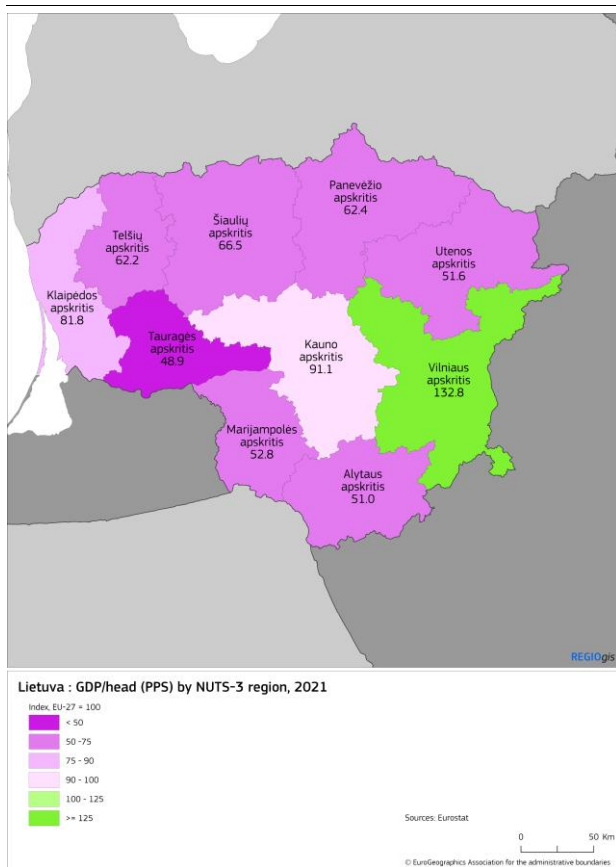 Panevėžio
apskritis
62.4
Šiaulių
apskritis
66.5
Telšių
apskritis
62.2
Utenos
apskritis
51.6
Klaipėdos
apskritis
81.8
Tauragės
apskritis
48.9
Kauno
apskritis
91.1
Vilniaus
apskritis
132.8
Marijampolės
apskritis
52.8
Alytaus
apskritis
51.0
REGIOgis
Lietuva : GDP/head (PPS) by NUTS-3 region, 2021
Index, EU-27 = 100
< 50
50 -75
75 - 90
90 - 100
100 - 125
>= 125
Sources: Eurostat
0 50 Km
© EuroGeographics Association for the administrative boundaries